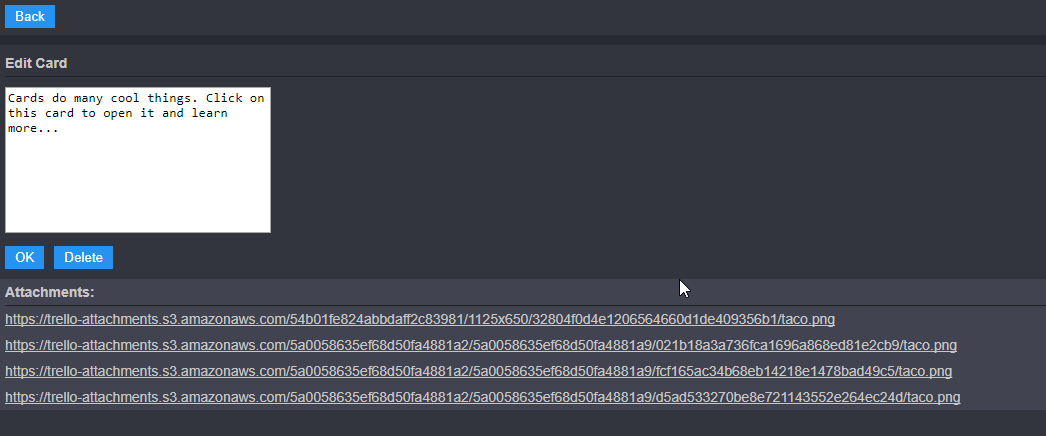 Back
Edit Card
Cards do many cool things. Click on
this card to open it and learn
more...
OK Delete
Attachments:
https://trello-attachments.s3.amazonaws.com/54b01fe824abbdaff2c83981/1125x650/32804f0d4e1206564660d1de409356b1/taco.png
https://trello-attachments.s3.amazonaws.com/5a0058635ef68d50fa4881a2/5a0058635ef68d50fa4881a9/021b18a3a736fca1696a868ed81e2cb9/taco.png
https://trello-attachments.s3.amazonaws.com/5a0058635ef68d50fa4881a2/5a0058635ef68d50fa4881a9/fcf165ac34b68eb14218e1478bad49c5/taco.png
https://trello-attachments.s3.amazonaws.com/5a0058635ef68d50fa4881a2/5a0058635ef68d50fa4881a9/d5ad533270be8e721143552e264ec24d/taco.png